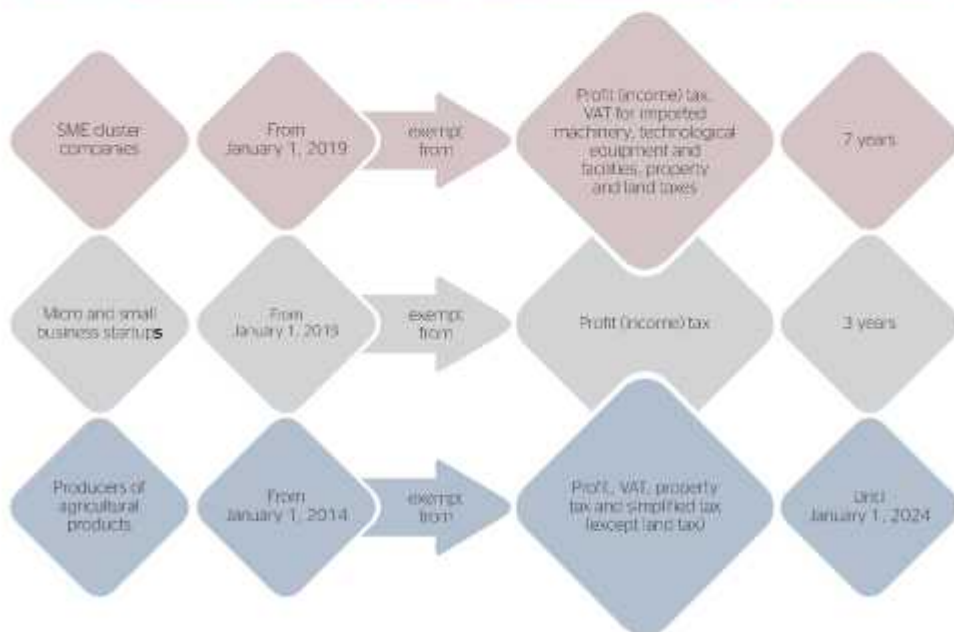 SME cluster
companies
From
January 1, 2019
exempt
from
Profit (income) tax,
VAT for imported
machinery, technological
equipment and
facilities, property
and land taxes
7 years
Micro and small
business startups
From
January 1, 2019
exempt
from
Profit (income) tax
3 years
Producers of
agricultural
products
From
January 1, 2014
exempt
from
Profit, VAT, property
tax and simplified tax
(except land tax)
Until
January 1, 2024